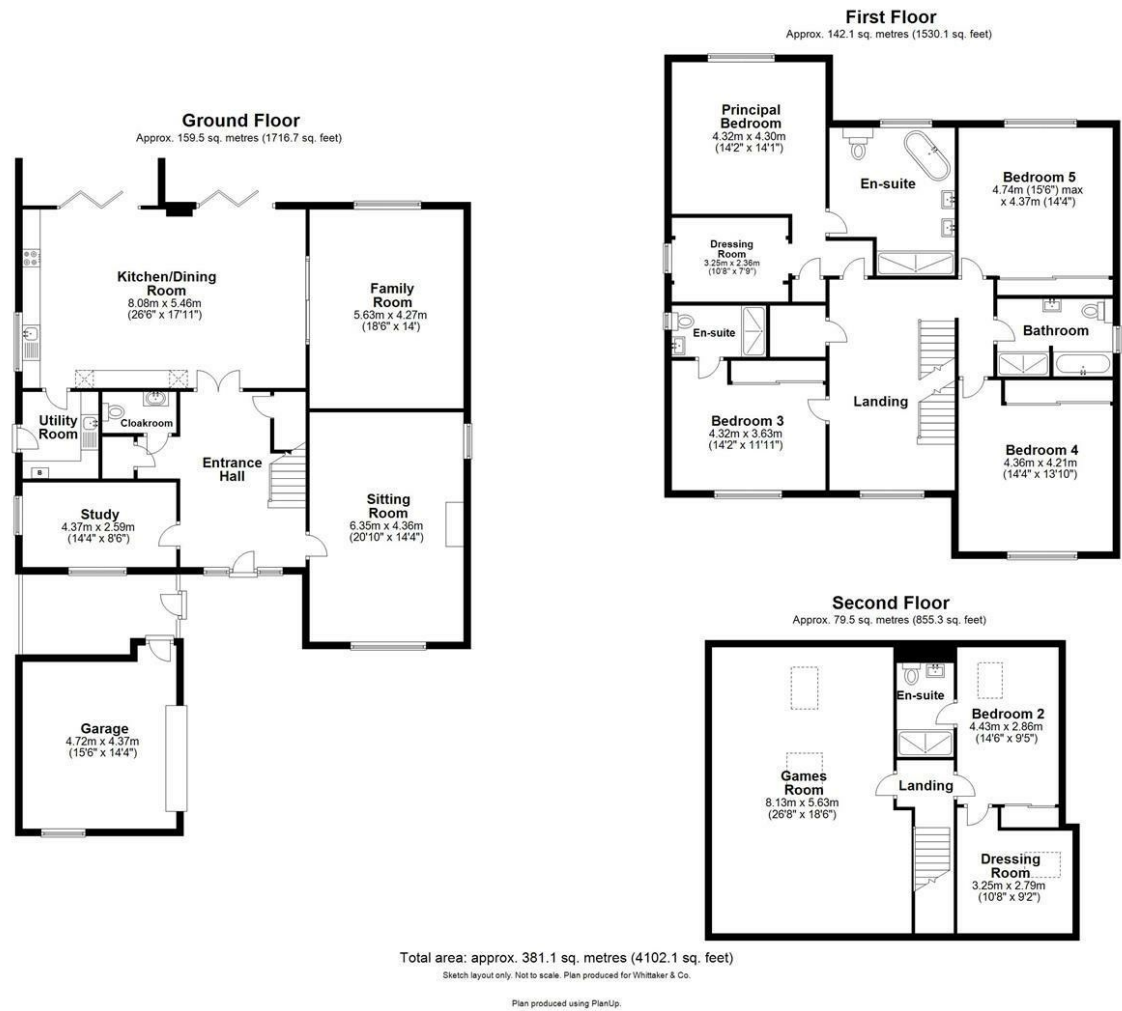 Ground Floor
Approx. 159.5 sq. metres (1716.7 sq. feet)
Kitchen/Dining
Room
8.08m x 5.46m
(26'6" x 17'11")
Family
Room
5.63m x 4.27m
(18'6" x 14')
Utility
Room
Cloakroom
B
Entrance
Hall
Study
4.37m x 2.59m
(14'4" x 8'6")
Sitting
Room
6.35m x 4.36m
(20'10" x 14'4")
Garage
4.72m x 4.37m
(15'6" x 14'4")
First Floor
Approx. 142.1 sq. metres (1530.1 sq. feet)
Principal
Bedroom
4.32m x 4.30m
(14'2" x 14'1")
En-suite
Bedroom 5
4.74m (15'6") max
x 4.37m (14'4")
Dressing
Room
3.25m x 2.36m
(10'8" x 7'9")
En-suite
Bathroom
Landing
Bedroom 3
4.32m x 3.63m
(14'2" x 11'11")
Bedroom 4
4.36m x 4.21m
(14'4" x 13'10")
Second Floor
Approx. 79.5 sq. metres (855.3 sq. feet)
En-suite
Bedroom 2
4.43m x 2.86m
(14'6" x 9'5")
Games
Room
8.13m x 5.63m
(26'8" x 18'6")
Landing
Dressing
Room
3.25m x 2.79m
(10'8" x 9'2")
Total area: approx. 381.1 sq. metres (4102.1 sq. feet)
Sketch layout only. Not to scale. Plan produced for Whittaker & Co.
Plan produced using PlanUp.